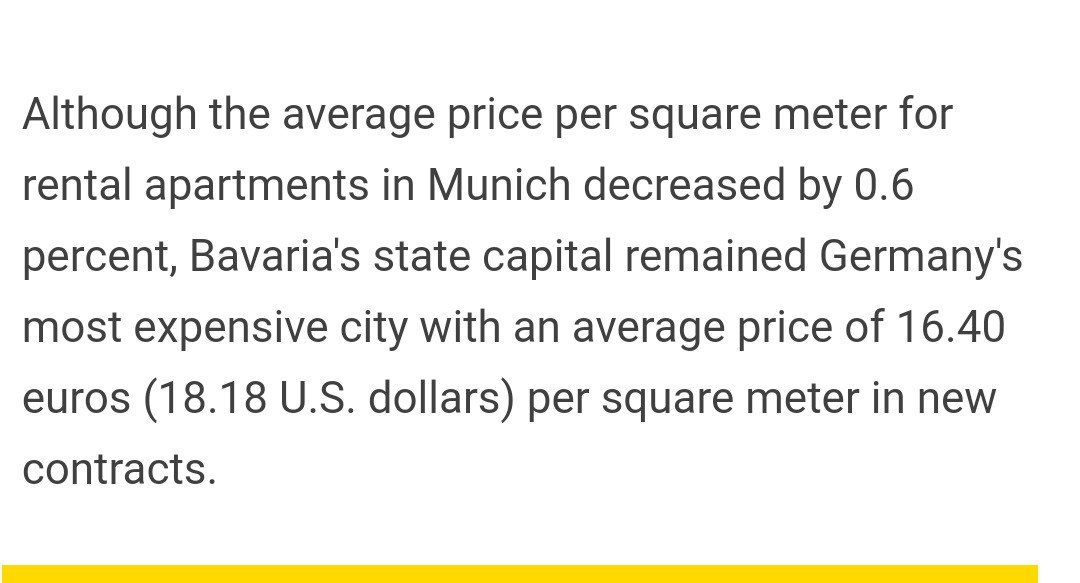 Although the average price per square meter for
rental apartments in Munich decreased by 0.6
percent, Bavaria's state capital remained Germany's
most expensive city with an average price of 16.40
euros (18.18 U.S. dollars) per square meter in new
contracts.